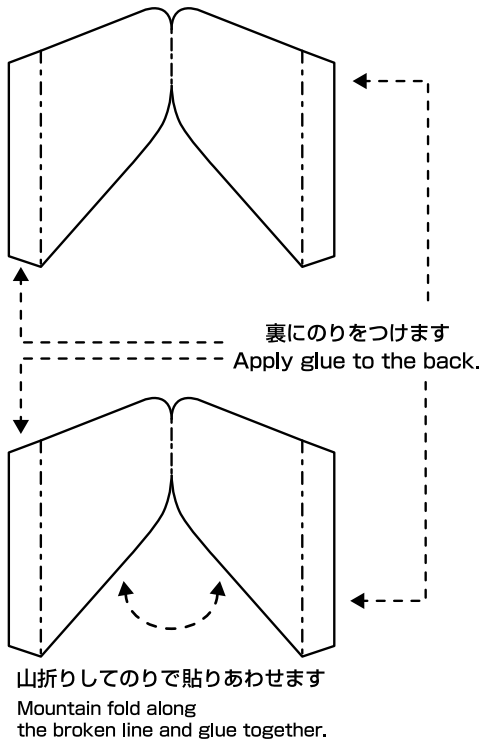 裏にのりをつけます
Apply glue to the back.
山折りしてのりで貼りあわせます
Mountain fold along
the broken line and glue together.